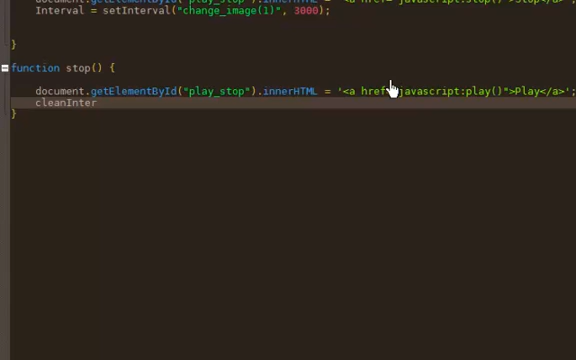 document.getElementById("play_stop").innerHTML = '<a href="javascript:stop()">Stop</a>';
Interval = setInterval("change_image(1)", 3000);
}
function stop() {
document.getElementById("play_stop").innerHTML = '<a href="javascript:play()">Play</a>';
cleanInter
}